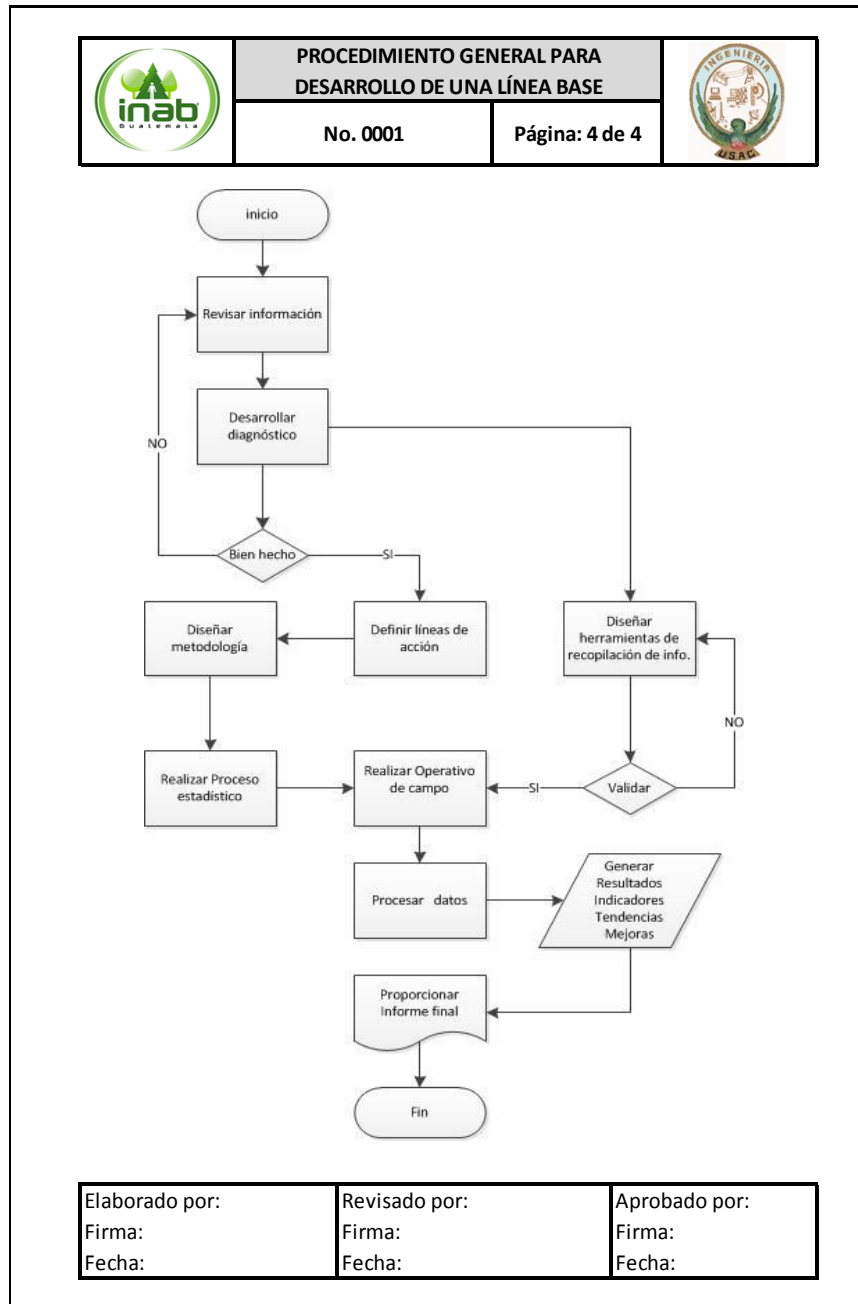 inab
Guatemala
PROCEDIMIENTO GENERAL PARA
DESARROLLO DE UNA LÍNEA BASE
No. 0001
Página: 4 de 4
INGENIERIA
USAC
inicio
Revisar información
Desarrollar
diagnóstico
NO
Bien hecho
SI
Diseñar
metodología
Definir líneas de
acción
Diseñar
herramientas de
recopilación de info.
NO
Realizar Proceso
estadístico
Realizar Operativo
de campo
SI
Validar
Procesar datos
Generar
Resultados
Indicadores
Tendencias
Mejoras
Proporcionar
Informe final
Fin
Elaborado por:
Firma:
Fecha:
Revisado por:
Firma:
Fecha:
Aprobado por:
Firma:
Fecha: